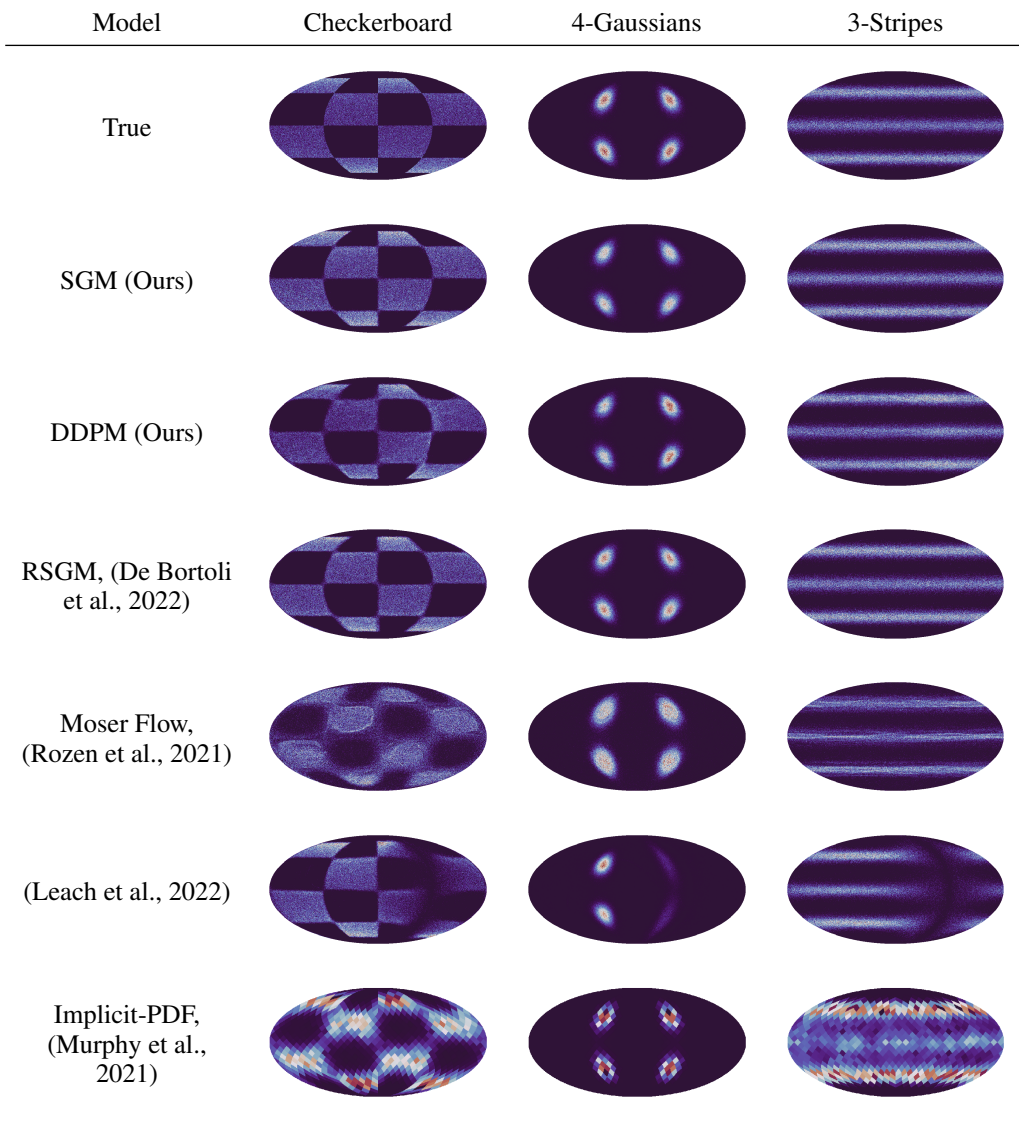 Model Checkerboard 4-Gaussians 3-Stripes
True
SGM (Ours)
DDPM (Ours)
RSGM, (De Bortoli
et al., 2022)
Moser Flow,
(Rozen et al., 2021)
(Leach et al., 2022)
Implicit-PDF,
(Murphy et al.,
2021)